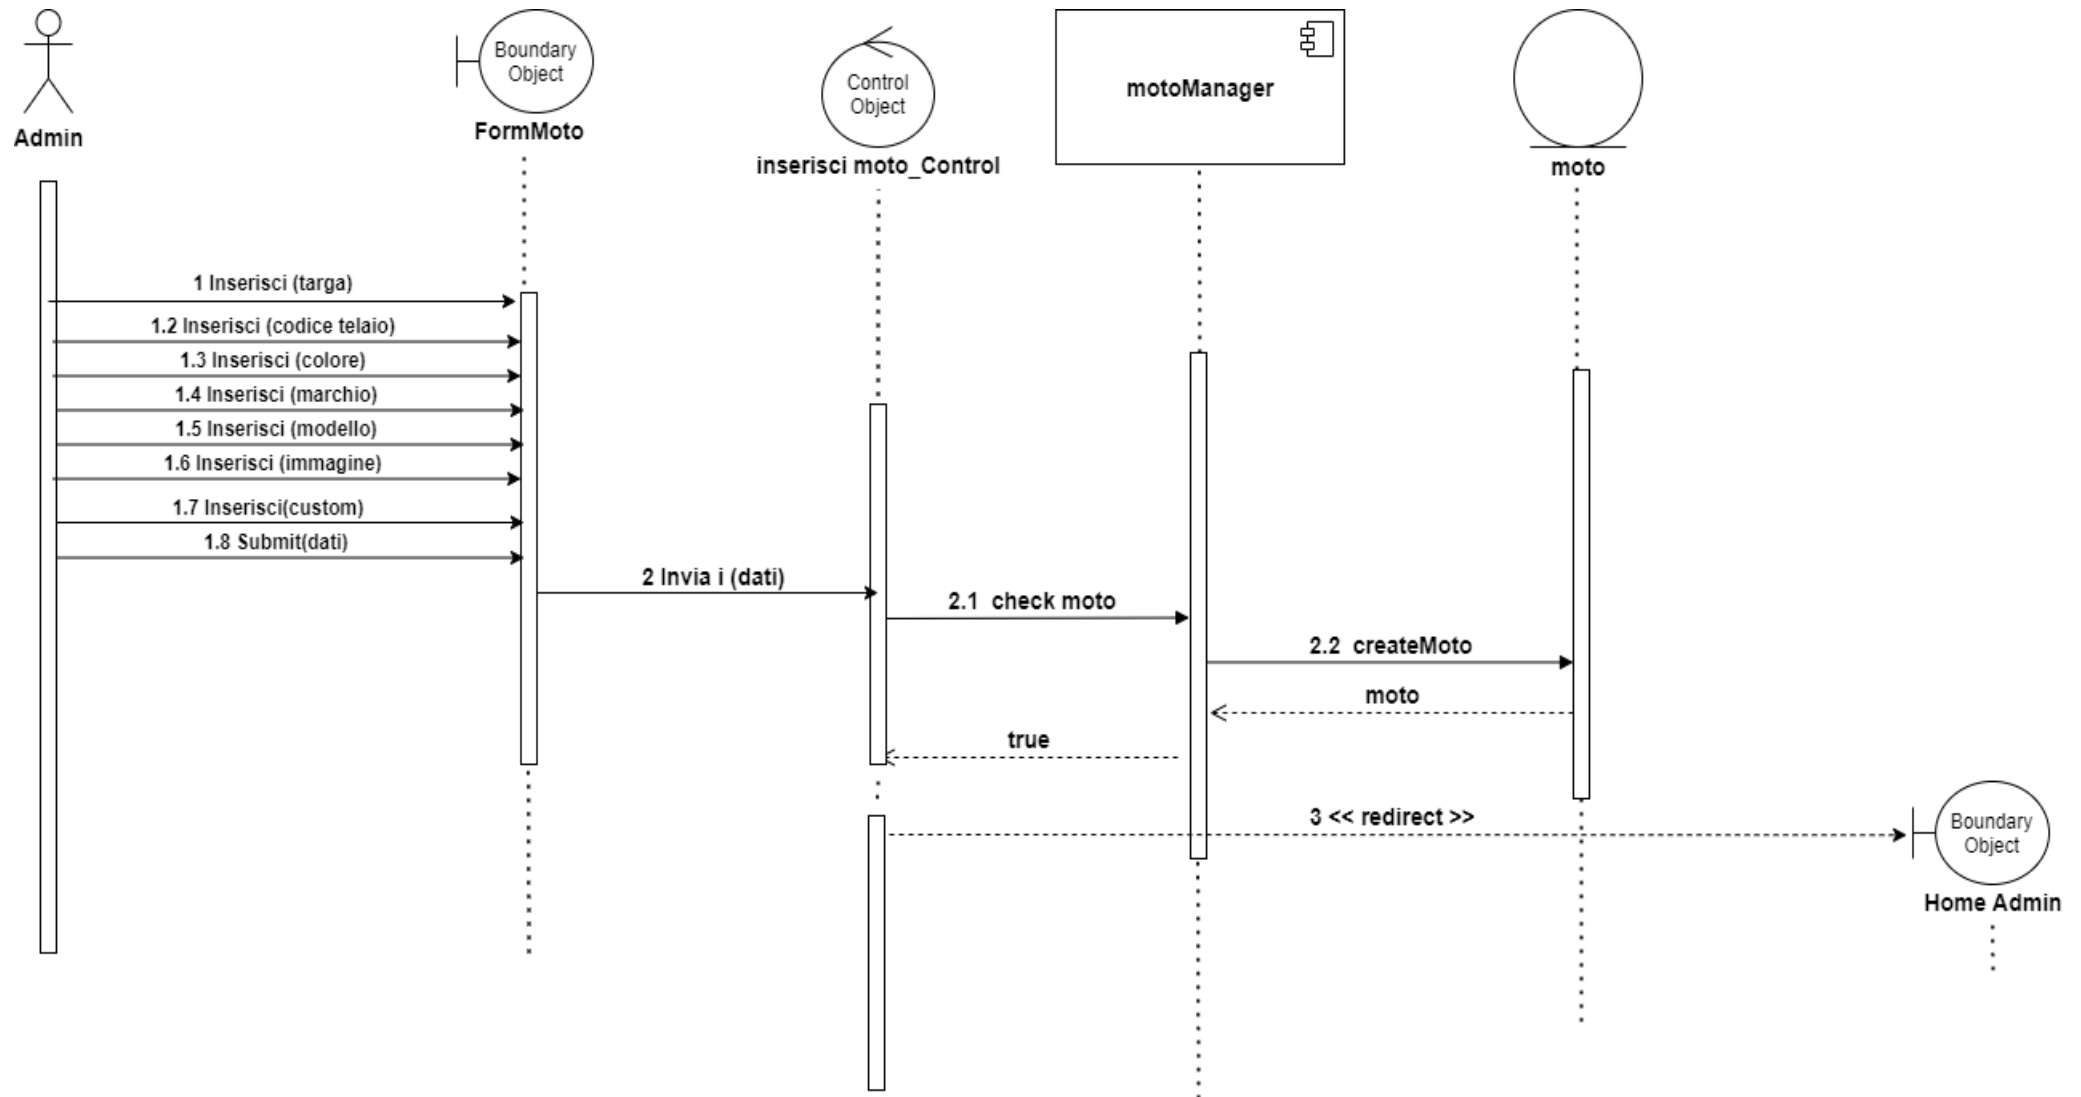 Boundary
Object
FormMoto
Admin
Control
Object
inserisci moto_Control
motoManager
moto
1 Inserisci (targa)
1.2 Inserisci (codice telaio)
1.3 Inserisci (colore)
1.4 Inserisci (marchio)
1.5 Inserisci (modello)
1.6 Inserisci (immagine)
1.7 Inserisci(custom)
1.8 Submit(dati)
2 Invia i (dati)
2.1 check moto
2.2 createMoto
moto
true
3 << redirect >>
Boundary
Object
Home Admin